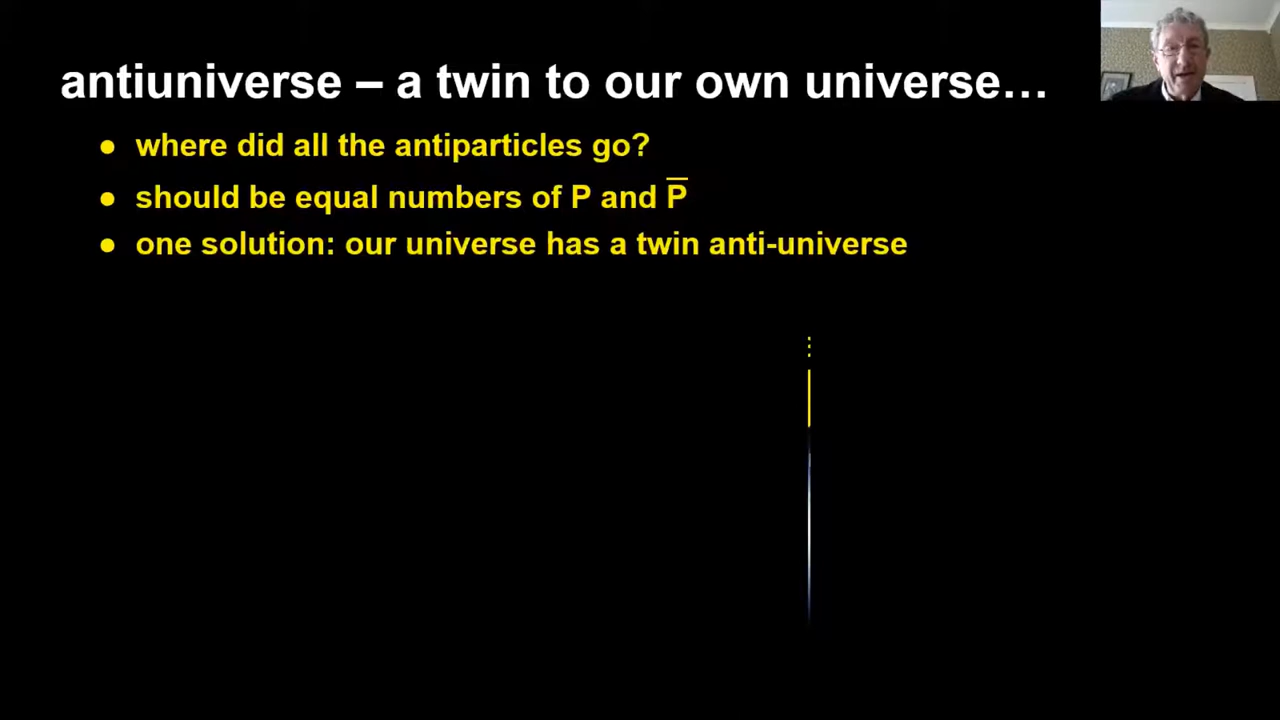 antiuniverse – a twin to our own universe…
● where did all the antiparticles go?
● should be equal numbers of P and P̅
● one solution: our universe has a twin anti-universe